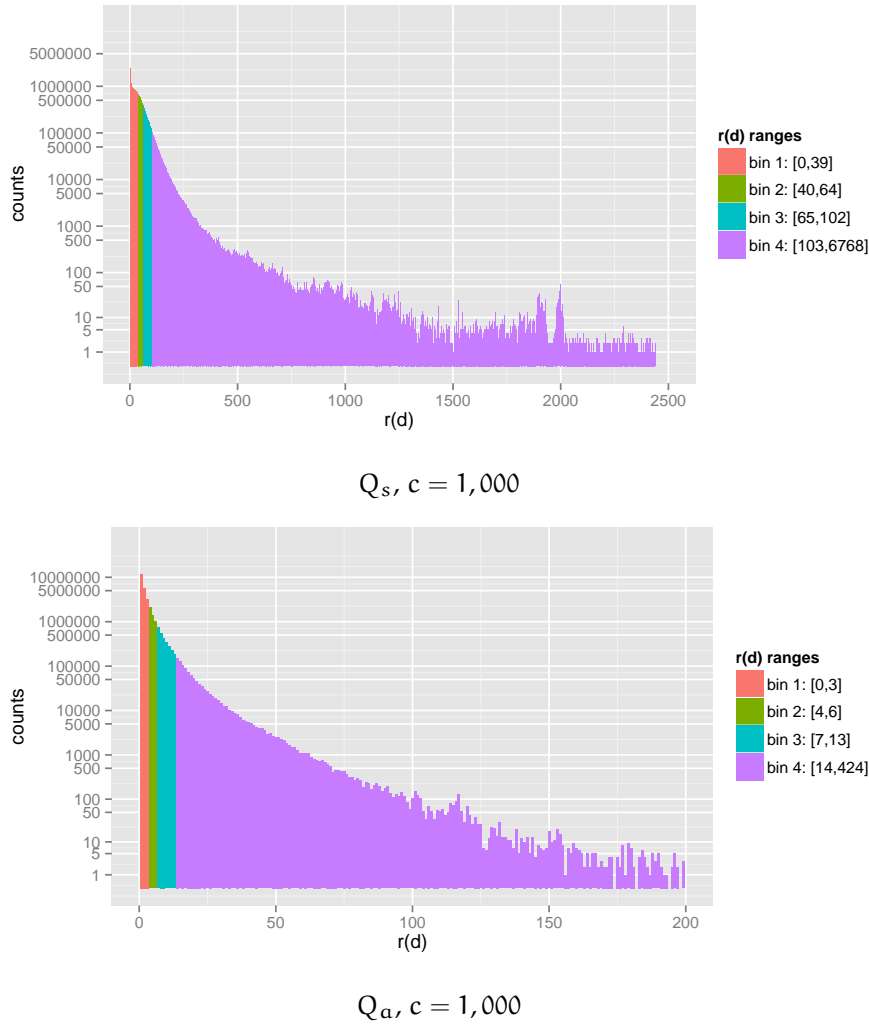 5000000
1000000
500000
100000
50000
1000
500
100
50
10
5
1
counts
0 500 1000 1500 2000 2500
r(d)
r(d) ranges
bin 1: [0,39]
bin 2: [40,64]
bin 3: [65,102]
bin 4: [103,6768]
Qs, c = 1,000
10000000
5000000
1000000
500000
100000
50000
10000
5000
1000
500
100
50
10
5
1
counts
0 50 100 150 200
r(d)
r(d) ranges
bin 1: [0,3]
bin 2: [4,6]
bin 3: [7,13]
bin 4: [14,424]
Qa, c = 1,000